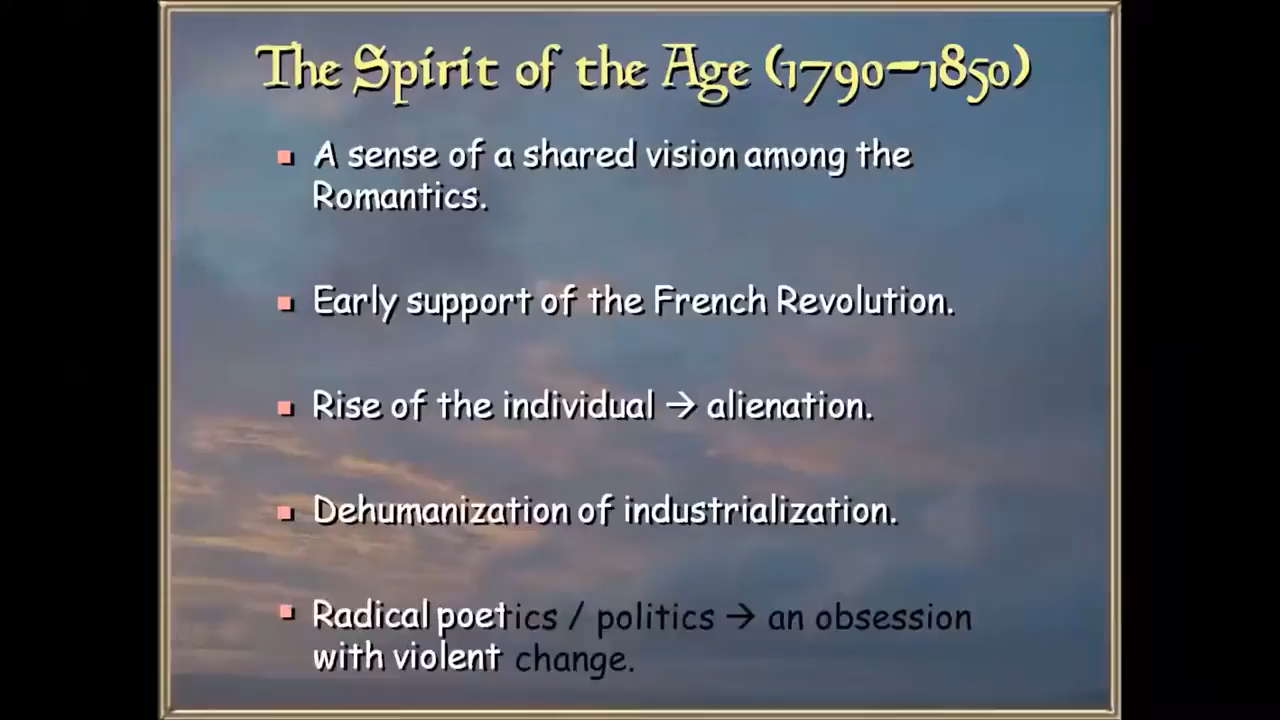 The Spirit of the Age (1790-1850)
A sense of a shared vision among the
Romantics.
Early support of the French Revolution.
Rise of the individual → alienation.
Dehumanization of industrialization.
Radical poetics / politics → an obsession
with violent change.